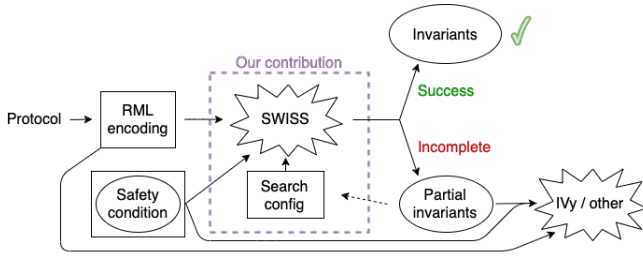 Invariants
Our contribution
Success
Protocol
RML
encoding
SWISS
Incomplete
Safety
condition
Search
config
Partial
invariants
IVy / other